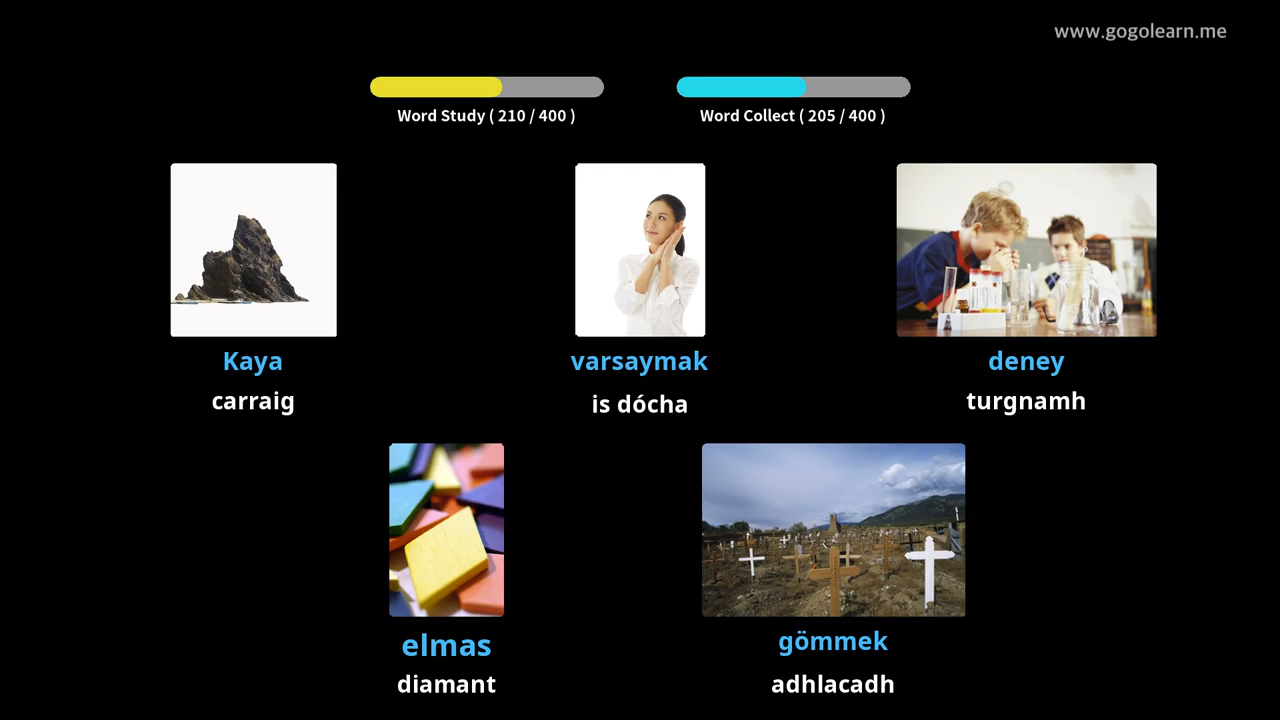 www.gogolearn.me
Word Study ( 210 / 400 )
Word Collect ( 205 / 400 )
Kaya
carraig
varsaymak
is dócha
deney
turgnamh
elmas
diamant
gömmek
adhlacadh